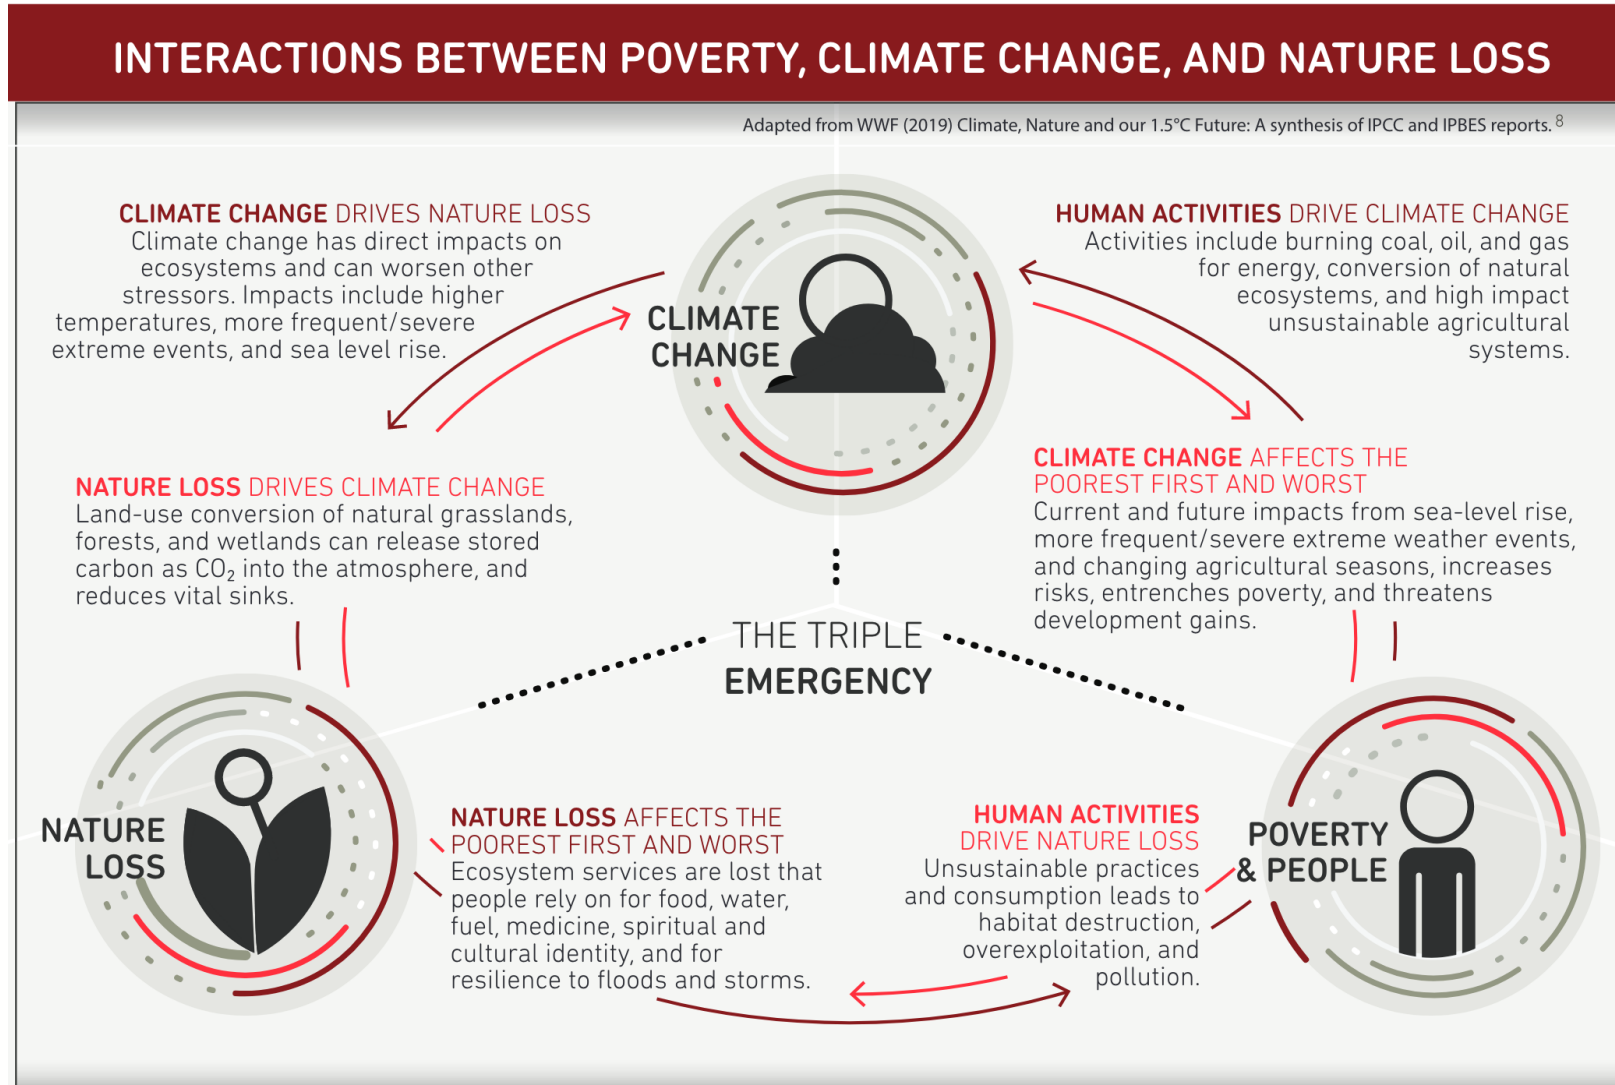 INTERACTIONS BETWEEN POVERTY, CLIMATE CHANGE, AND NATURE LOSS
Adapted from WWF (2019) Climate, Nature and our 1.5°C Future: A synthesis of IPCC and IPBES reports. 8
CLIMATE CHANGE DRIVES NATURE LOSS
Climate change has direct impacts on
ecosystems and can worsen other
stressors. Impacts include higher
temperatures, more frequent/severe
extreme events, and sea level rise.
CLIMATE
CHANGE
HUMAN ACTIVITIES DRIVE CLIMATE CHANGE
Activities include burning coal, oil, and gas
for energy, conversion of natural
ecosystems, and high impact
unsustainable agricultural
systems.
NATURE LOSS DRIVES CLIMATE CHANGE
Land-use conversion of natural grasslands,
forests, and wetlands can release stored
carbon as CO₂ into the atmosphere, and
reduces vital sinks.
CLIMATE CHANGE AFFECTS THE
POOREST FIRST AND WORST
Current and future impacts from sea-level rise,
more frequent/severe extreme weather events,
and changing agricultural seasons, increases
risks, entrenches poverty, and threatens
development gains.
THE TRIPLE
EMERGENCY
NATURE
LOSS
NATURE LOSS AFFECTS THE
POOREST FIRST AND WORST
Ecosystem services are lost that
people rely on for food, water,
fuel, medicine, spiritual and
cultural identity, and for
resilience to floods and storms.
HUMAN ACTIVITIES
DRIVE NATURE LOSS
Unsustainable practices
and consumption leads to
habitat destruction,
overexploitation, and
pollution.
POVERTY
& PEOPLE